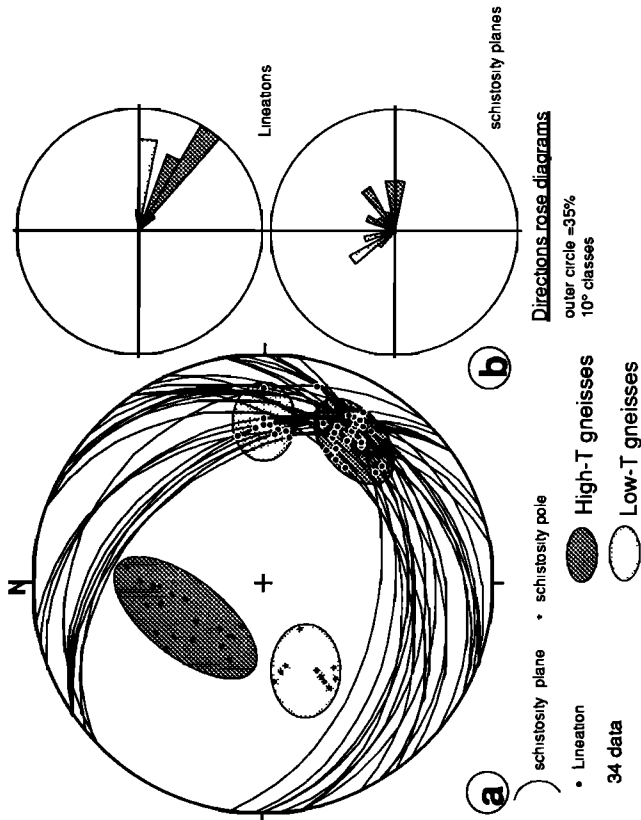 N
Lineations
schistosity planes
a
b
Directions rose diagrams
outer circle =35%
10° classes
schistosity plane
schistosity pole
Lineation
34 data
High-T gneisses
Low-T gneisses